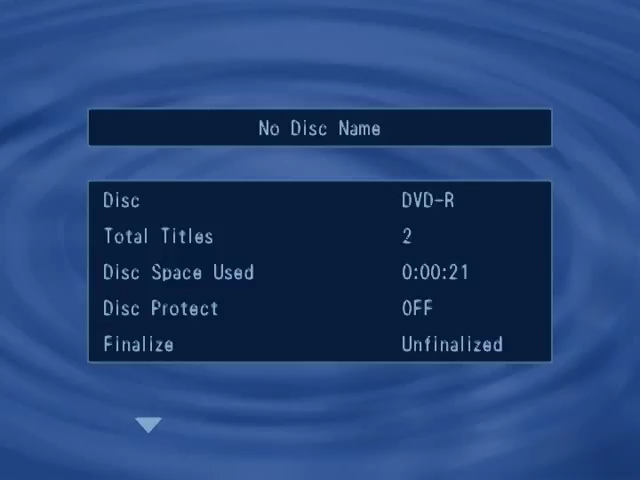 No Disc Name
Disc DVD-R
Total Titles 2
Disc Space Used 0:00:21
Disc Protect OFF
Finalize Unfinalized